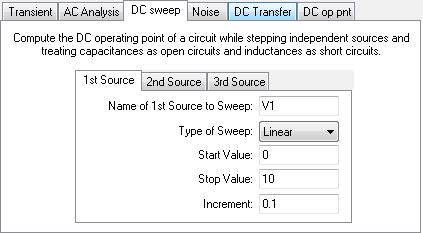 Transient AC Analysis DC sweep Noise DC Transfer DC op pnt
Compute the DC operating point of a circuit while stepping independent sources and
treating capacitances as open circuits and inductances as short circuits.
1st Source 2nd Source 3rd Source
Name of 1st Source to Sweep: V1
Type of Sweep: Linear
Start Value: 0
Stop Value: 10
Increment: 0.1